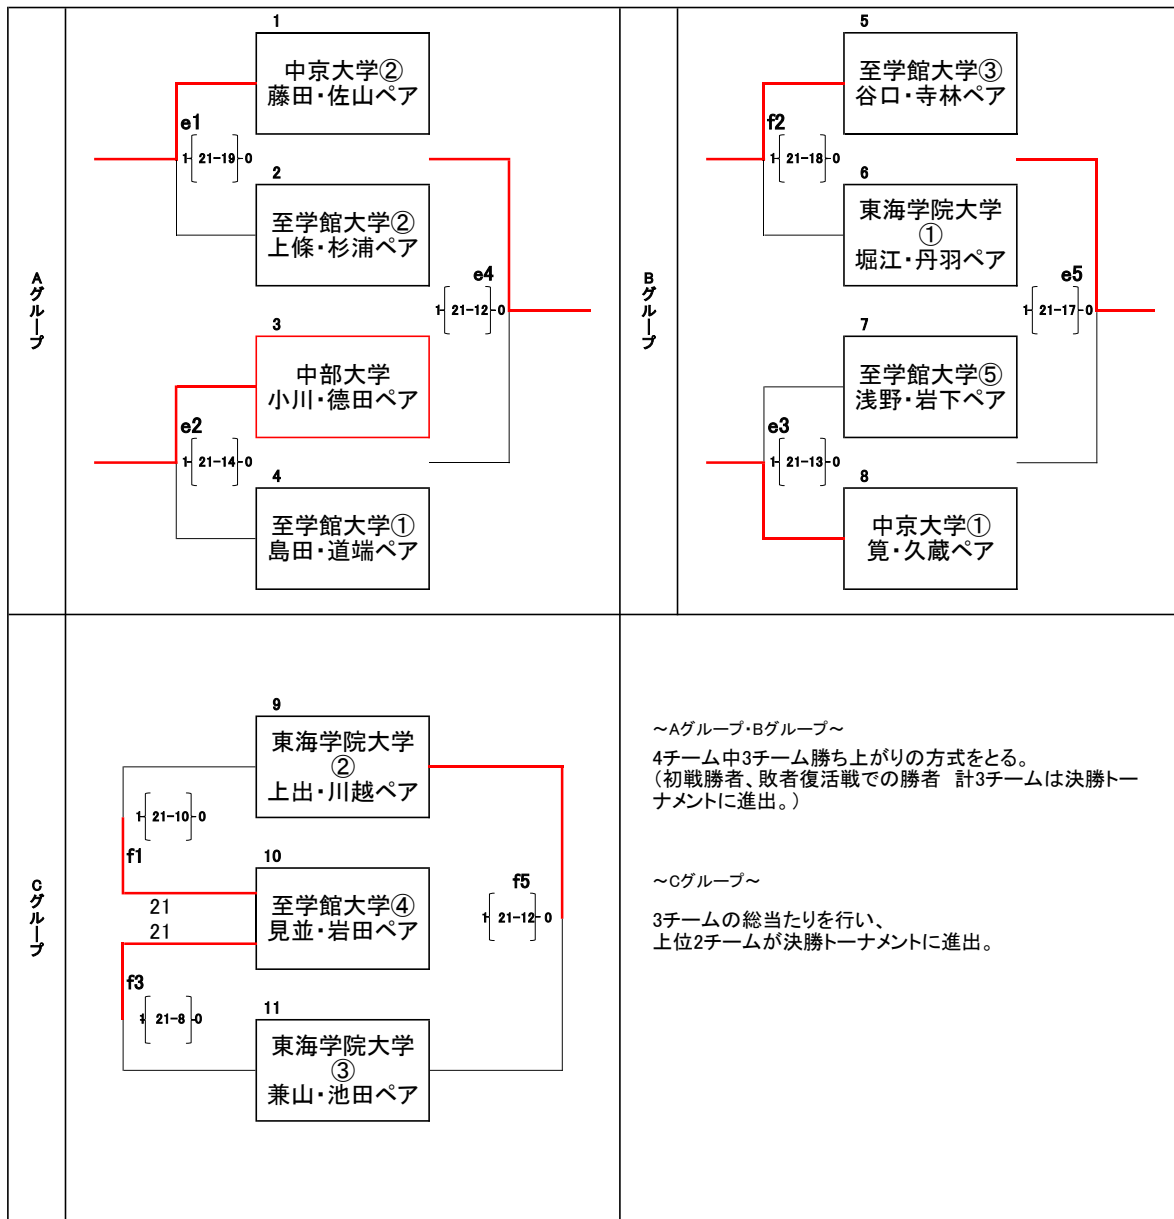 Aグループ
1
中京大学②
藤田・佐山ペア
e1
1 21-19 0
2
至学館大学②
上條・杉浦ペア
e4
1 21-12 0
3
中部大学
小川・德田ペア
e2
1 21-14 0
4
至学館大学①
島田・道端ペア
Bグループ
5
至学館大学③
谷口・寺林ペア
f2
1 21-18 0
6
東海学院大学
①
堀江・丹羽ペア
e5
1 21-17 0
7
至学館大学⑤
浅野・岩下ペア
e3
1 21-13 0
8
中京大学①
筧・久蔵ペア
Cグループ
9
東海学院大学
②
上出・川越ペア
1 21-10 0
f1
10
至学館大学④
見並・岩田ペア
21
21
f5
1 21-12 0
f3
1 21-8 0
11
東海学院大学
③
兼山・池田ペア
～Aグループ・Bグループ～
4チーム中3チーム勝ち上がりの方式をとる。
（初戦勝者、敗者復活戦での勝者　計3チームは決勝トー
ナメントに進出。）
～Cグループ～
3チームの総当たりを行い、
上位2チームが決勝トーナメントに進出。